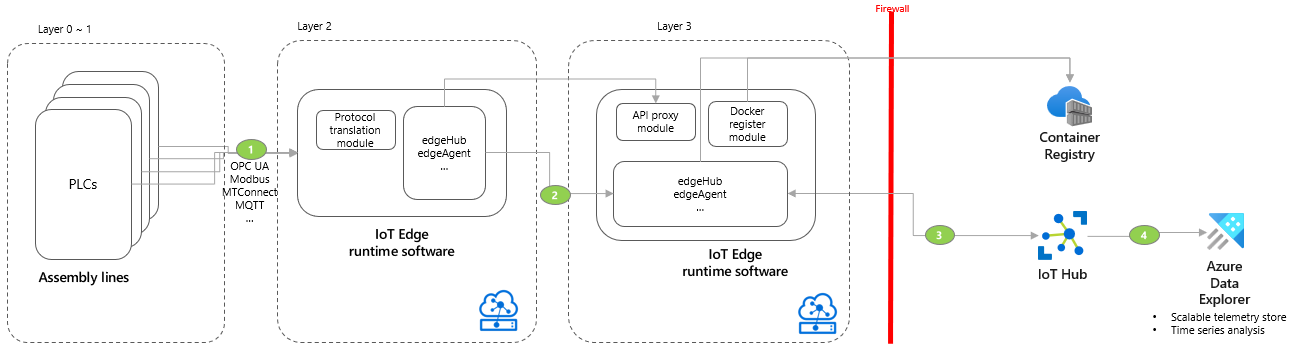 Layer 0 ~ 1
Layer 2
Layer 3
Firewall
PLCs
Assembly lines
1
OPC UA
Modbus
MTConnect
MQTT
...
Protocol
translation
module
edgeHub
edgeAgent
...
IoT Edge
runtime software
2
API proxy
module
Docker
register
module
edgeHub
edgeAgent
...
IoT Edge
runtime software
Container
Registry
3
IoT Hub
4
Azure
Data
Explorer
• Scalable telemetry store
• Time series analysis